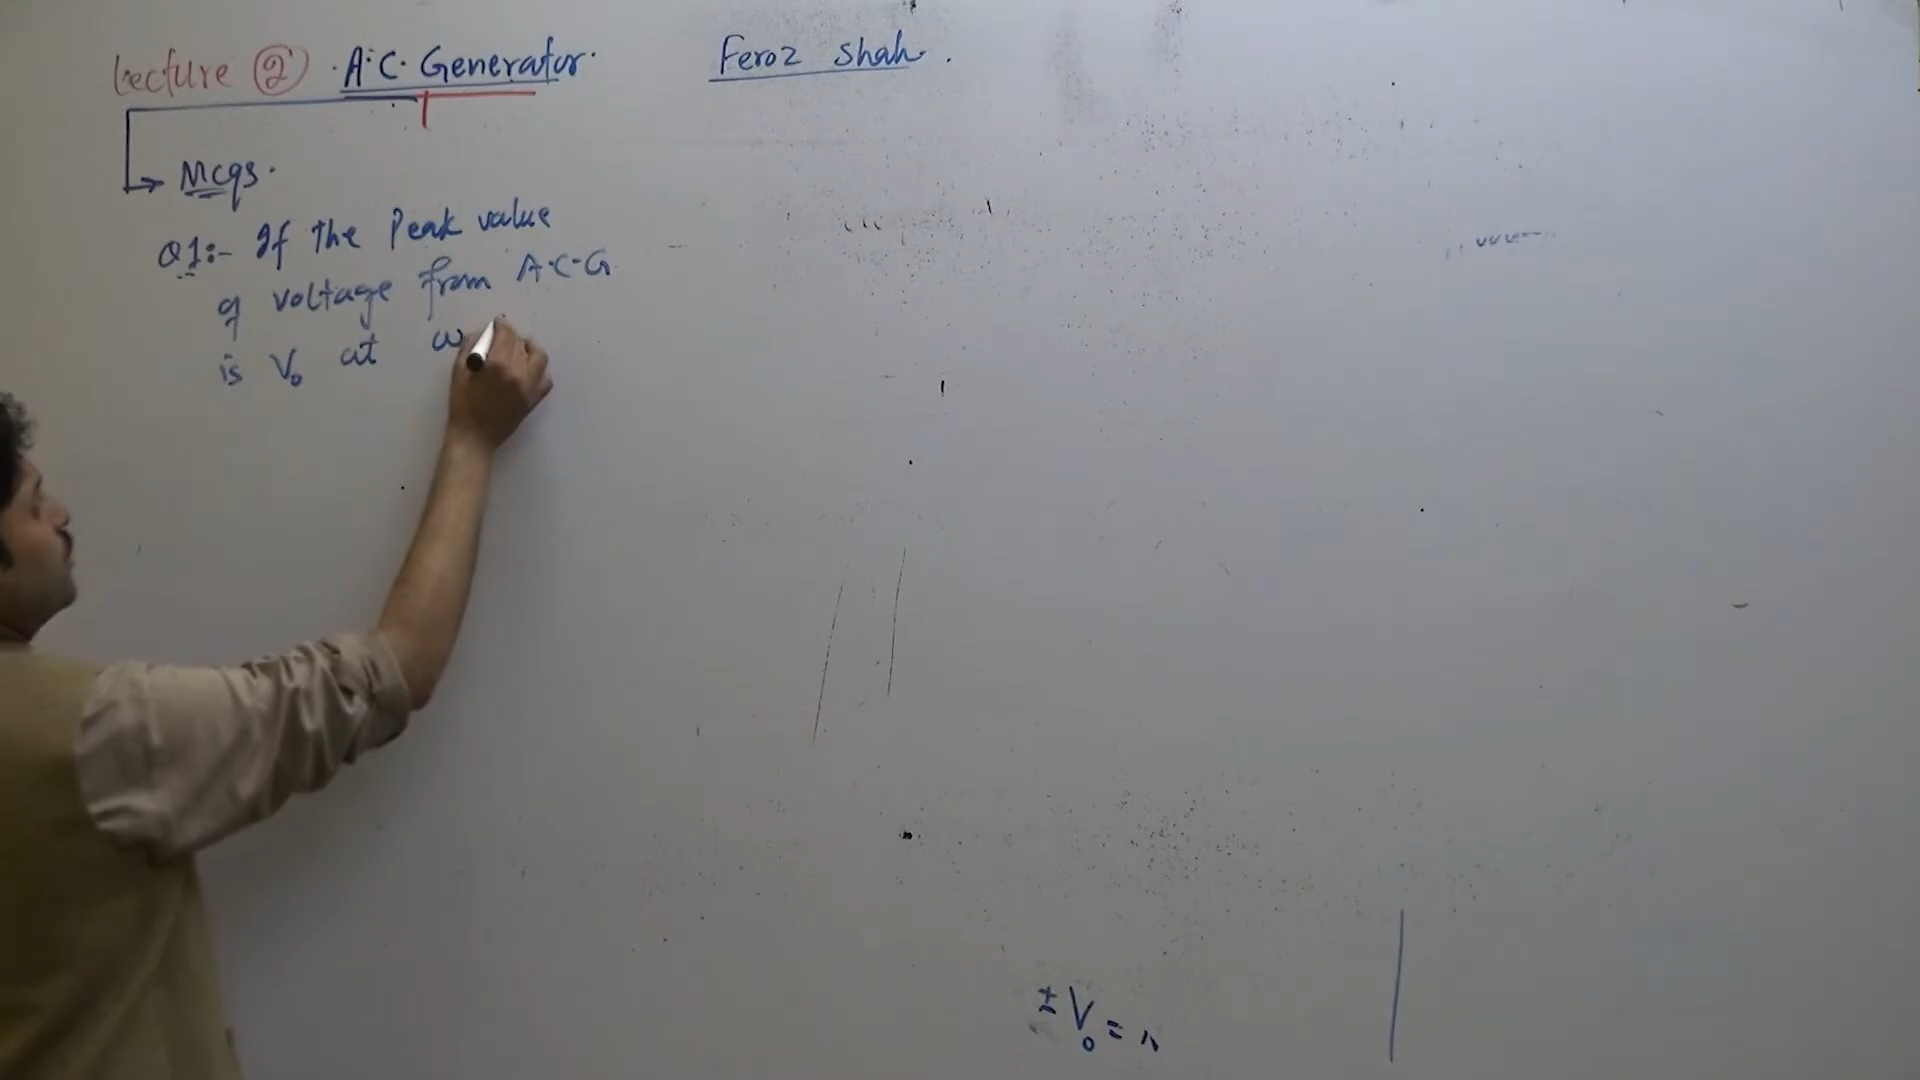 Lecture ② A.C. Generator. Feroz Shah.
Mcqs.
Q1:- If the Peak value
of voltage from A.C.G
is V₀ at ω
± V₀ =